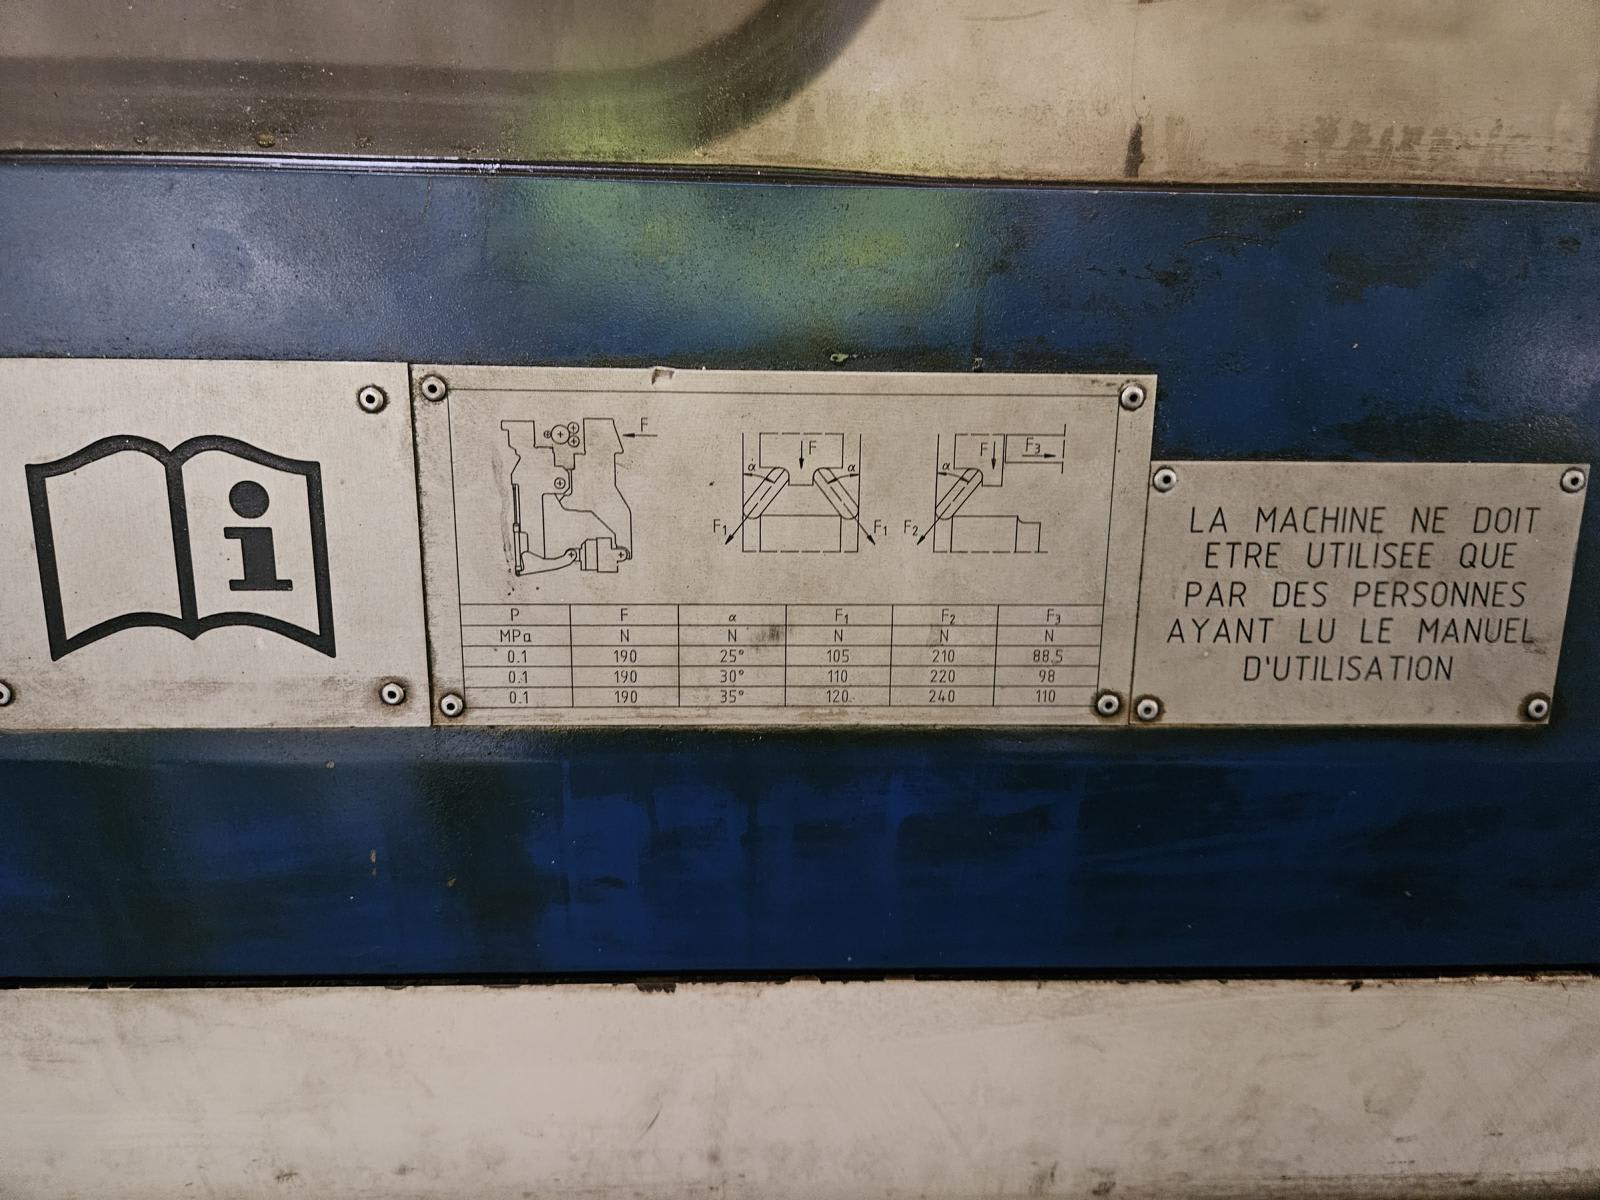 i
F
F
α
α
F₁
F₁
F
α
F₃
F₂
P F α F₁ F₂ F₃
MPa N N N N N
0.1 190 25° 105 210 88.5
0.1 190 30° 110 220 98
0.1 190 35° 120 240 110
LA MACHINE NE DOIT
ETRE UTILISEE QUE
PAR DES PERSONNES
AYANT LU LE MANUEL
D'UTILISATION